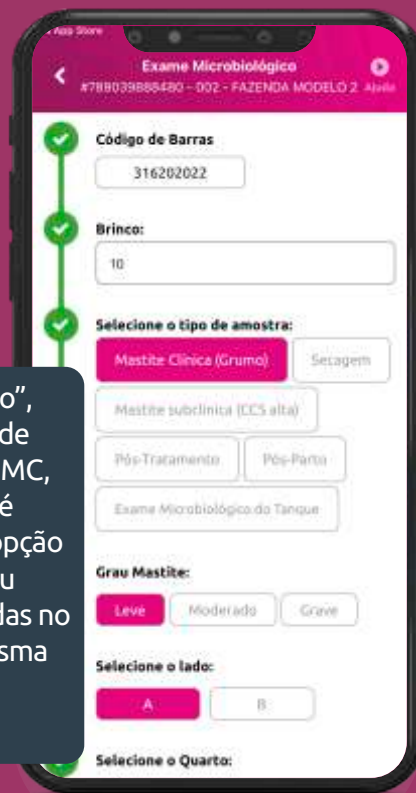 App Store
Exame Microbiológico
- 002 - FAZENDA MODELO 2 Ajuda
Código de Barras
316202022
Brinco:
10
Selecione o tipo de amostra:
Mastite Clínica (Grumo)
Secagem
Mastite subclínica (CCS alta)
Pós-Tratamento
Pós-Parto
Exame Microbiológico do Tanque
Grau Mastite:
Leve
Moderado
Grave
Selecione o lado:
A
B
Selecione o Quarto:
o”,
de
MC,
é
opção
u
das no
sma